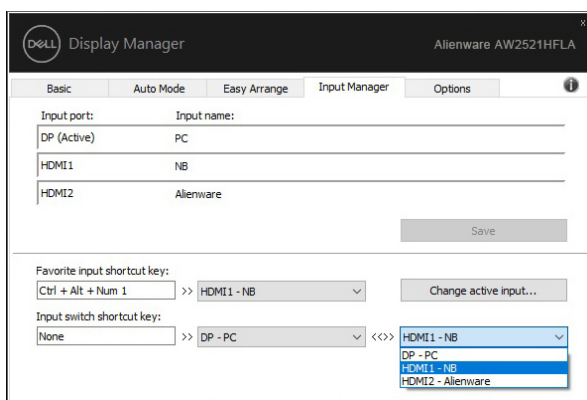 x
DELL Display Manager Alienware AW2521HFLA
Basic Auto Mode Easy Arrange Input Manager Options i
Input port: Input name:
DP (Active) PC
HDMI1 NB
HDMI2 Alienware
Save
Favorite input shortcut key:
Ctrl + Alt + Num 1 >> HDMI1 - NB Change active input...
Input switch shortcut key:
None >> DP - PC <<>> HDMI1 - NB
DP - PC
HDMI1 - NB
HDMI2 - Alienware